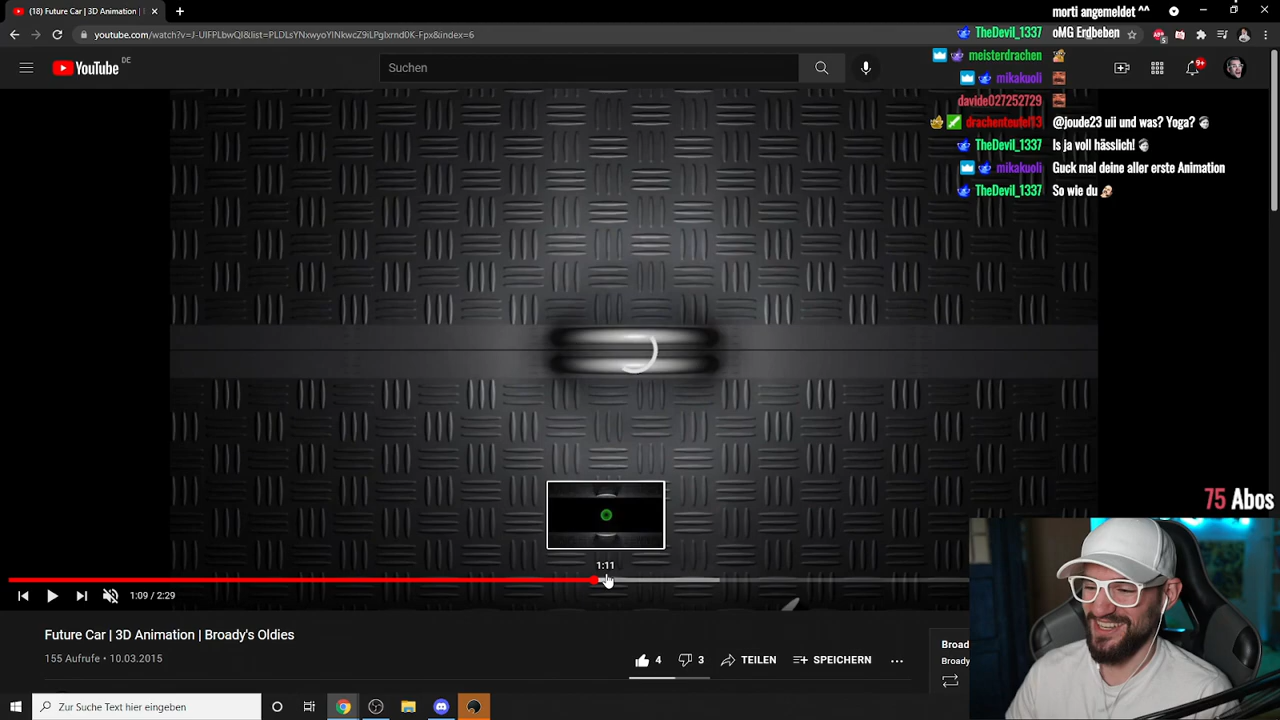 (18) Future Car | 3D Animation |
youtube.com/watch?v=J-UlFPLbwQI&list=PLDLsYNxwyoYlNkwcZ9LPglxrnd0K-Fpx&index=6
YouTube DE
Suchen
9+
morti angemeldet ^^
TheDevil_1337 oMG Erdbeben
meisterdrachen
mikakuoli
davide027252729
drachenteufel13 @joude23 uii und was? Yoga?
TheDevil_1337 Is ja voll hässlich!
mikakuoli Guck mal deine aller erste Animation
TheDevil_1337 So wie du
75 Abos
1:11
1:09 / 2:29
Future Car | 3D Animation | Broady's Oldies
155 Aufrufe • 10.03.2015
4 3 TEILEN SPEICHERN
Broad
Broady
Zur Suche Text hier eingeben